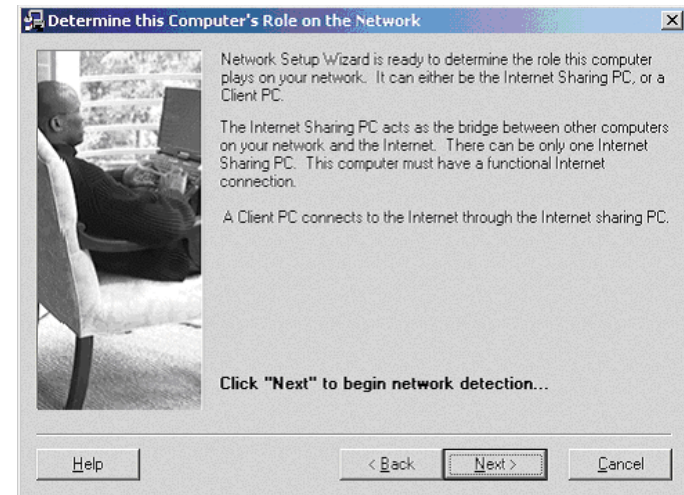 Determine this Computer's Role on the Network
Network Setup Wizard is ready to determine the role this computer
plays on your network. It can either be the Internet Sharing PC, or a
Client PC.
The Internet Sharing PC acts as the bridge between other computers
on your network and the Internet. There can be only one Internet
Sharing PC. This computer must have a functional Internet
connection.
A Client PC connects to the Internet through the Internet sharing PC.
Click "Next" to begin network detection...
Help
< Back
Next >
Cancel